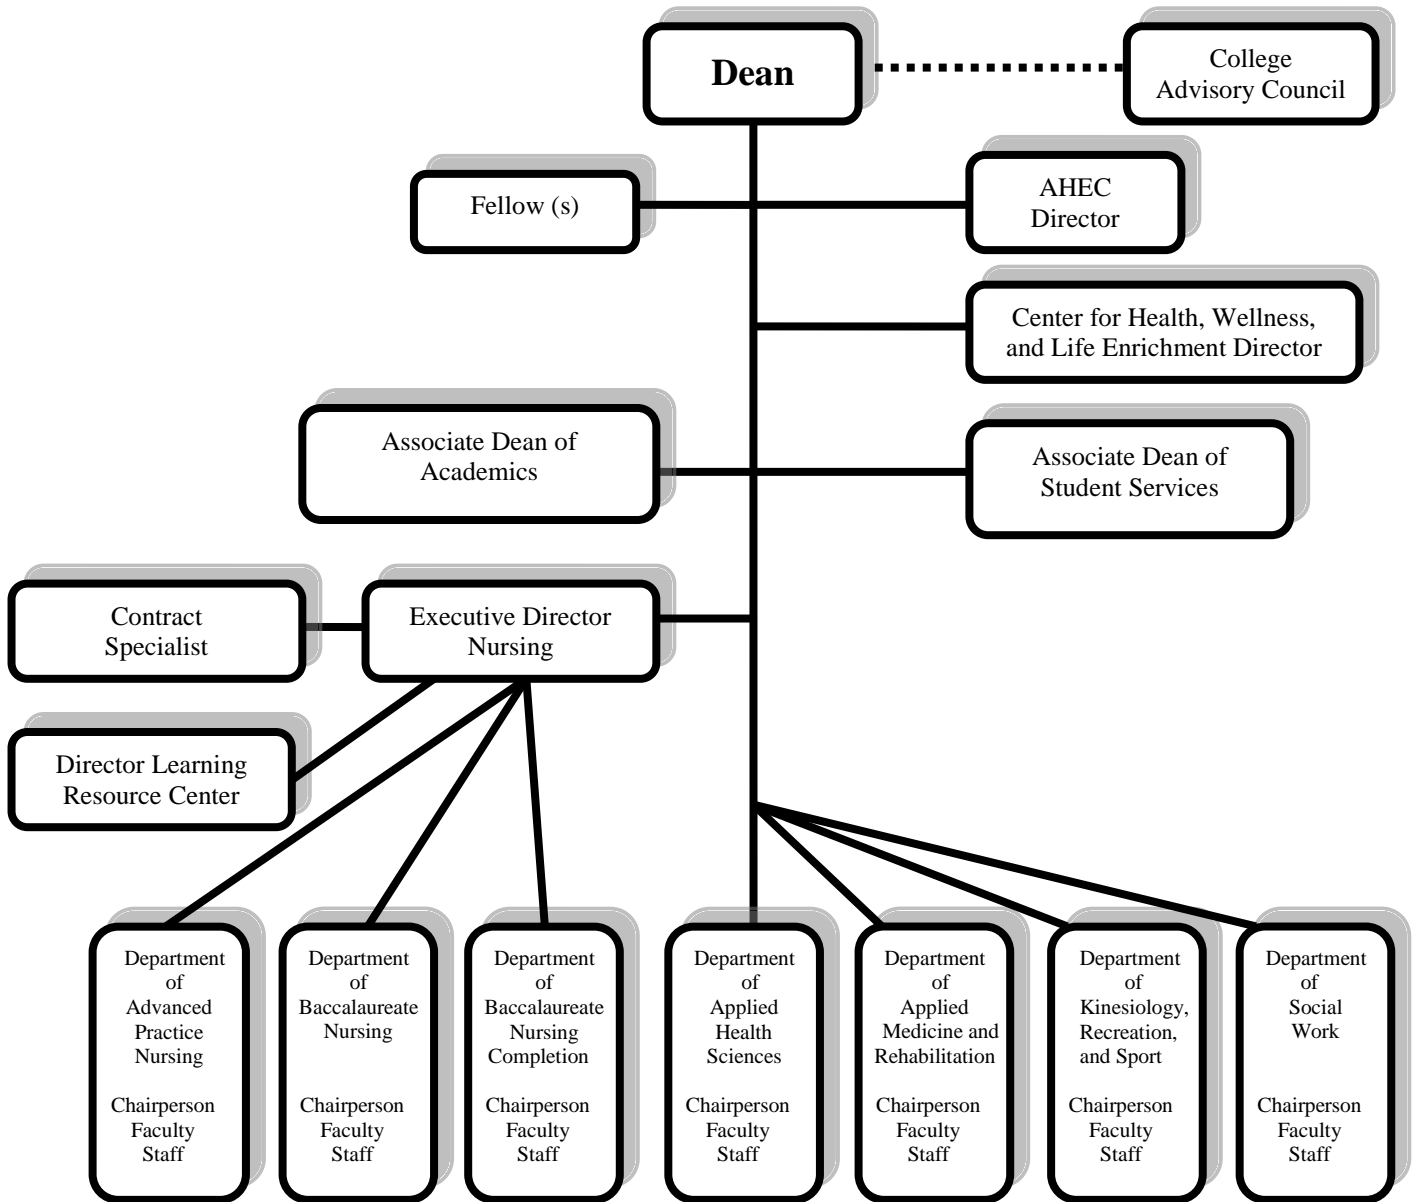 Dean
College
Advisory Council
Fellow (s)
AHEC
Director
Center for Health, Wellness,
and Life Enrichment Director
Associate Dean of
Academics
Associate Dean of
Student Services
Contract
Specialist
Executive Director
Nursing
Director Learning
Resource Center
Department
of
Advanced
Practice
Nursing
Chairperson
Faculty
Staff
Department
of
Baccalaureate
Nursing
Chairperson
Faculty
Staff
Department
of
Baccalaureate
Nursing
Completion
Chairperson
Faculty
Staff
Department
of
Applied
Health
Sciences
Chairperson
Faculty
Staff
Department
of
Applied
Medicine and
Rehabilitation
Chairperson
Faculty
Staff
Department
of
Kinesiology,
Recreation,
and Sport
Chairperson
Faculty
Staff
Department
of
Social
Work
Chairperson
Faculty
Staff